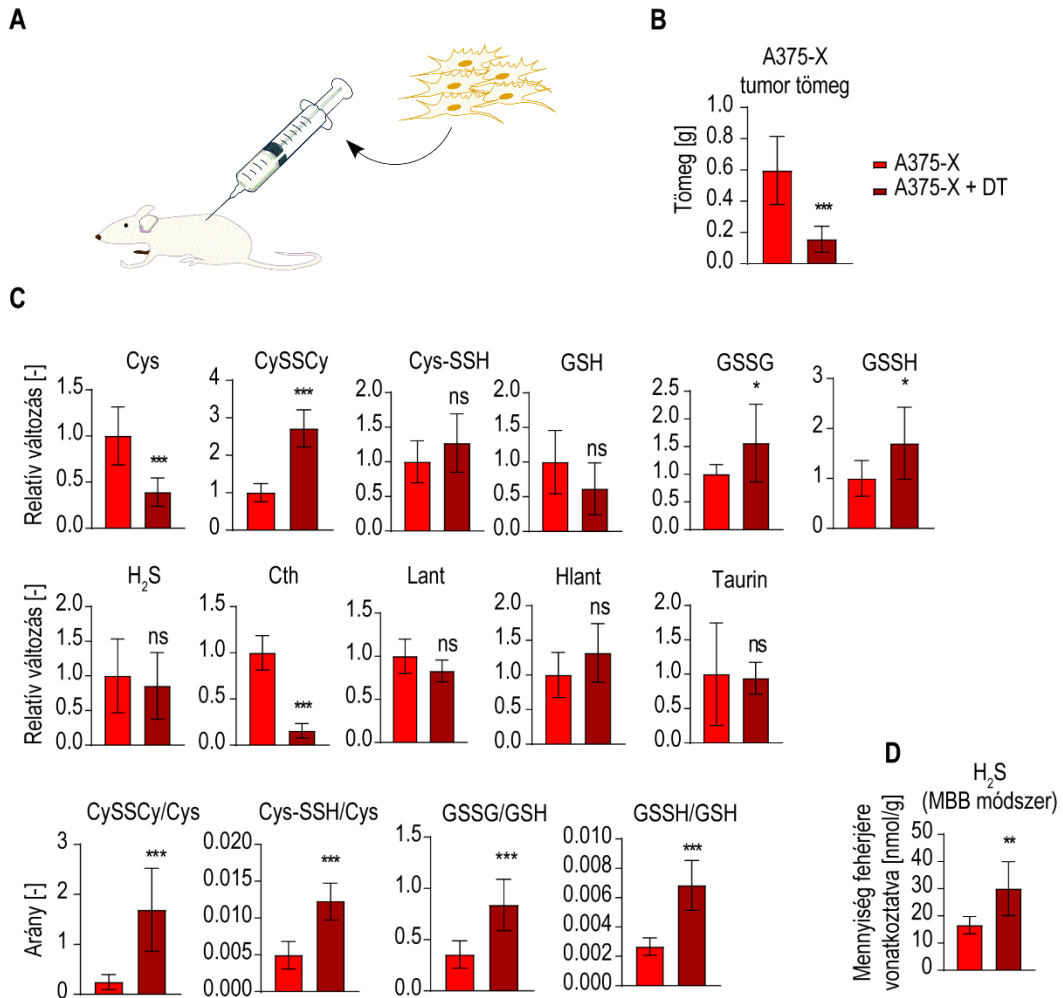 A
B
A375-X
tumor tömeg
Tömeg [g]
1.0
0.8
0.6
0.4
0.2
0.0
***
A375-X
A375-X + DT
C
Cys
Relatív változás [-]
1.5
1.0
0.5
0.0
***
CySSCy
4
3
2
1
0
***
Cys-SSH
2.0
1.5
1.0
0.5
0.0
ns
GSH
2.0
1.5
1.0
0.5
0.0
ns
GSSG
2.5
2.0
1.5
1.0
0.5
0.0
*
GSSH
3
2
1
0
*
H₂S
Relatív változás [-]
2.0
1.5
1.0
0.5
0.0
ns
Cth
1.5
1.0
0.5
0.0
***
Lant
1.5
1.0
0.5
0.0
ns
Hlant
2.0
1.5
1.0
0.5
0.0
ns
Taurin
2.0
1.5
1.0
0.5
0.0
ns
CySSCy/Cys
Arány [-]
3
2
1
0
***
Cys-SSH/Cys
0.020
0.015
0.010
0.005
0.000
***
GSSG/GSH
1.5
1.0
0.5
0.0
***
GSSH/GSH
0.010
0.008
0.006
0.004
0.002
0.000
***
D
H₂S
(MBB módszer)
Mennyiség fehérjére
vonatkoztatva [nmol/g]
50
40
30
20
10
0
**